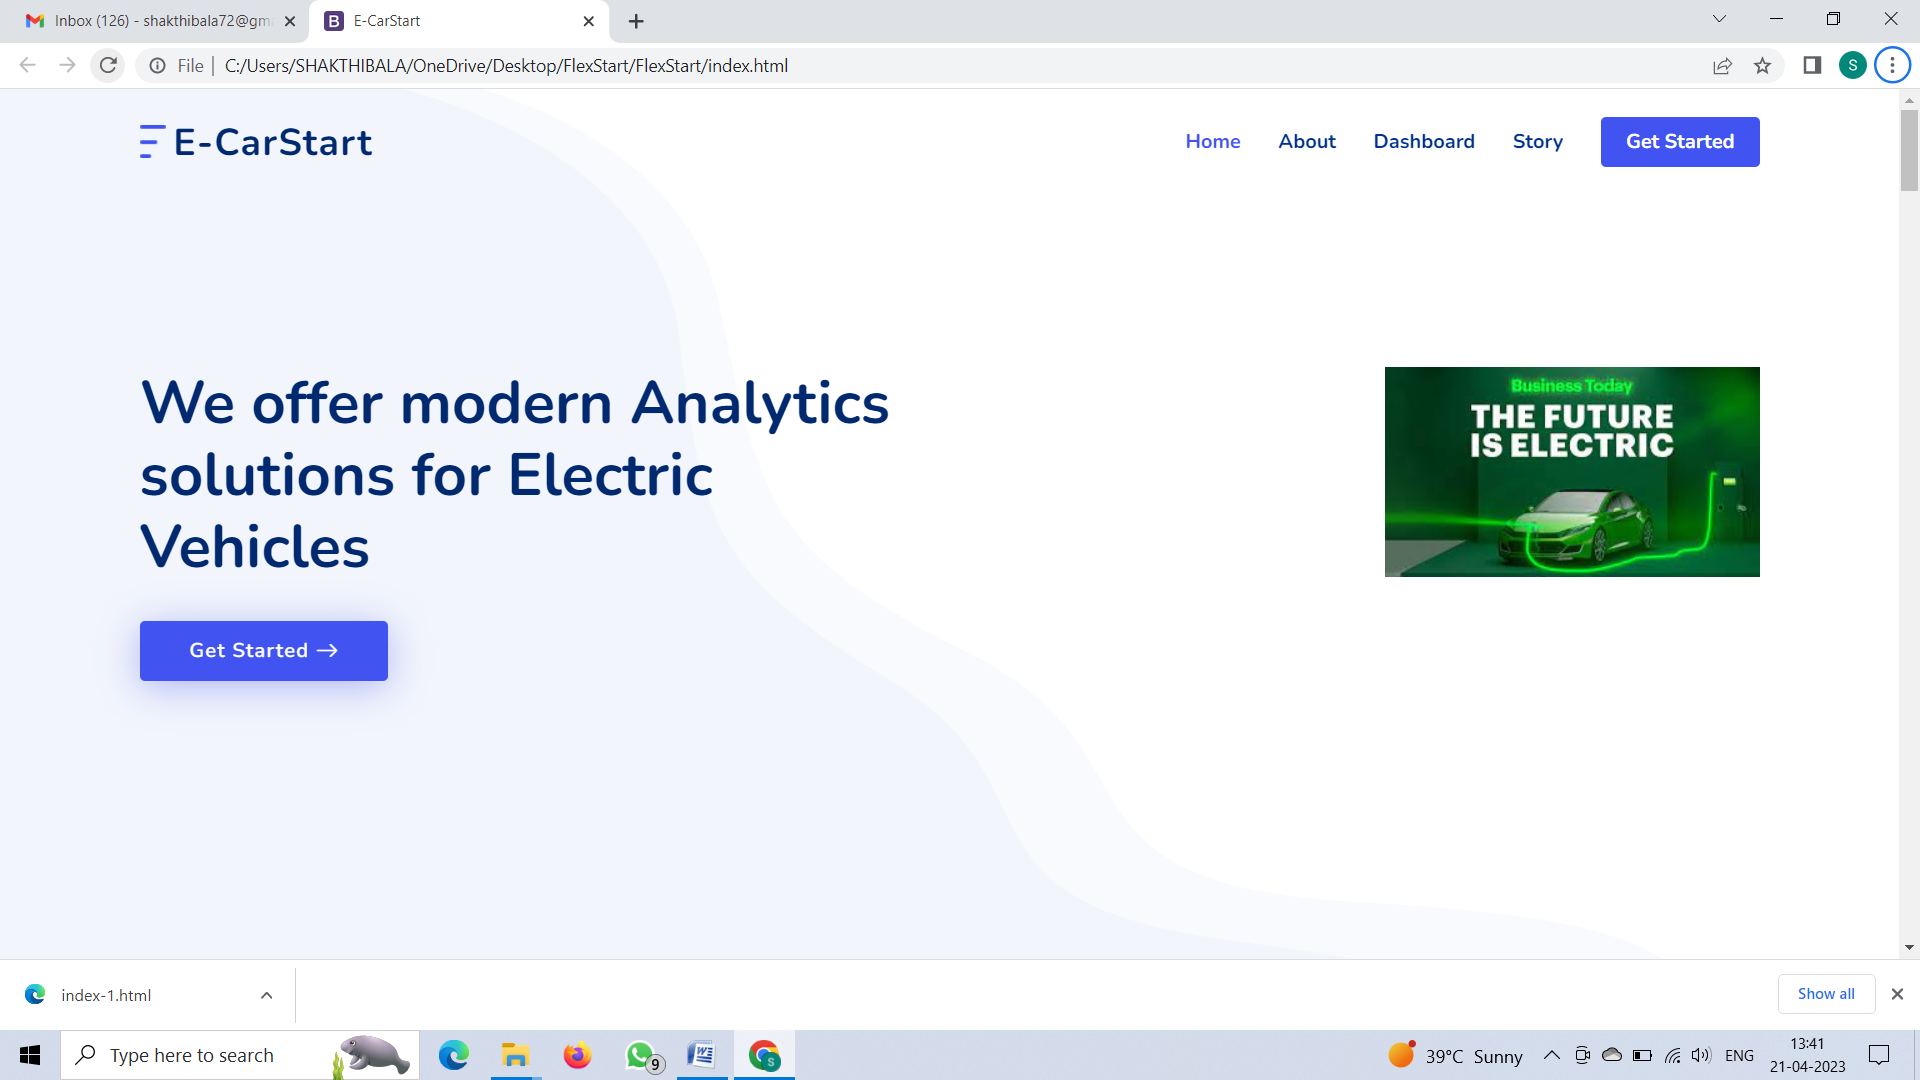 Inbox (126) - shakthibala72@gm
E-CarStart
File
C:/Users/SHAKTHIBALA/OneDrive/Desktop/FlexStart/FlexStart/index.html
S
E-CarStart
Home
About
Dashboard
Story
Get Started
We offer modern Analytics
solutions for Electric
Vehicles
Get Started →
Business Today
THE FUTURE
IS ELECTRIC
index-1.html
Show all
Type here to search
9
S
39°C Sunny
ENG
13:41
21-04-2023